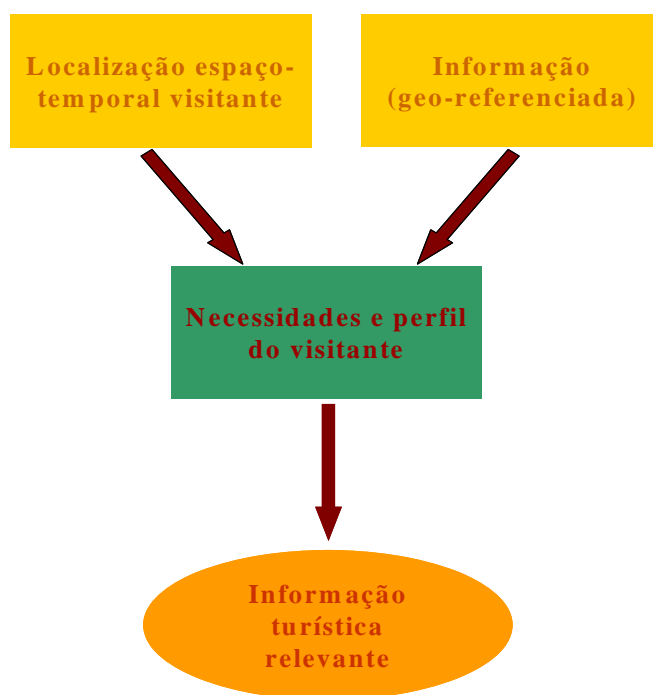 Localização espaço-
temporal visitante
Informação
(geo-referenciada)
Necessidades e perfil
do visitante
Informação
turística
relevante